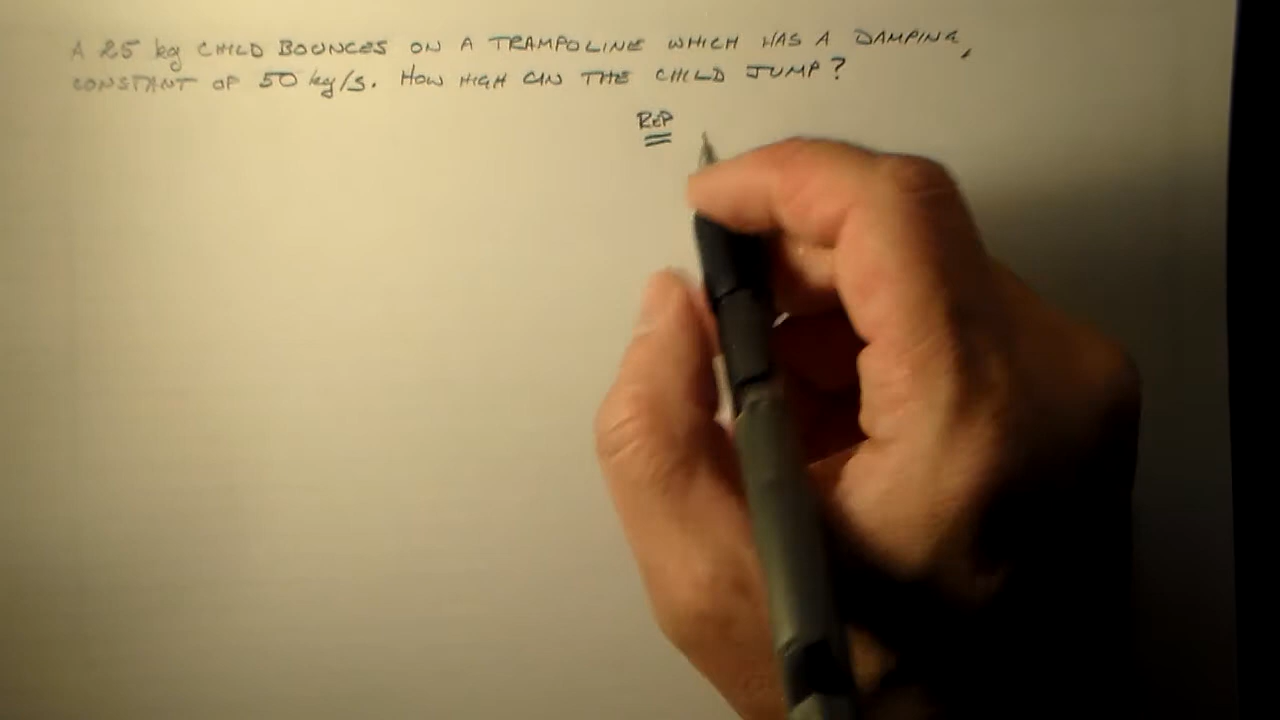 A 25 kg CHILD BOUNCES ON A TRAMPOLINE WHICH HAS A DAMPING,
CONSTANT OF 50 kg/s. HOW HIGH CAN THE CHILD JUMP?
REP